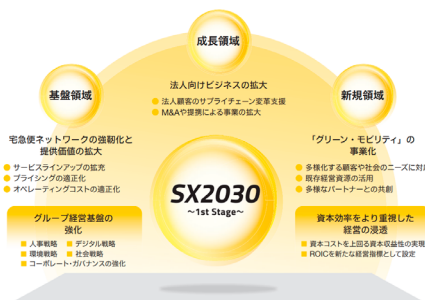 成長領域
法人向けビジネスの拡大
法人顧客のサプライチェーン変革支援
M&Aや提携による事業の拡大
基盤領域
宅急便ネットワークの強靭化と
提供価値の拡大
サービスラインアップの拡充
プライシングの適正化
オペレーティングコストの適正化
新規領域
「グリーン・モビリティ」の
事業化
多様化する顧客や社会のニーズに対
既存経営資源の活用
多様なパートナーとの共創
SX2030
～1st Stage～
グループ経営基盤の
強化
人事戦略 デジタル戦略
環境戦略 社会戦略
コーポレート・ガバナンスの強化
資本効率をより重視した
経営の浸透
資本コストを上回る資本収益性の実現
ROICを新たな経営指標として設定